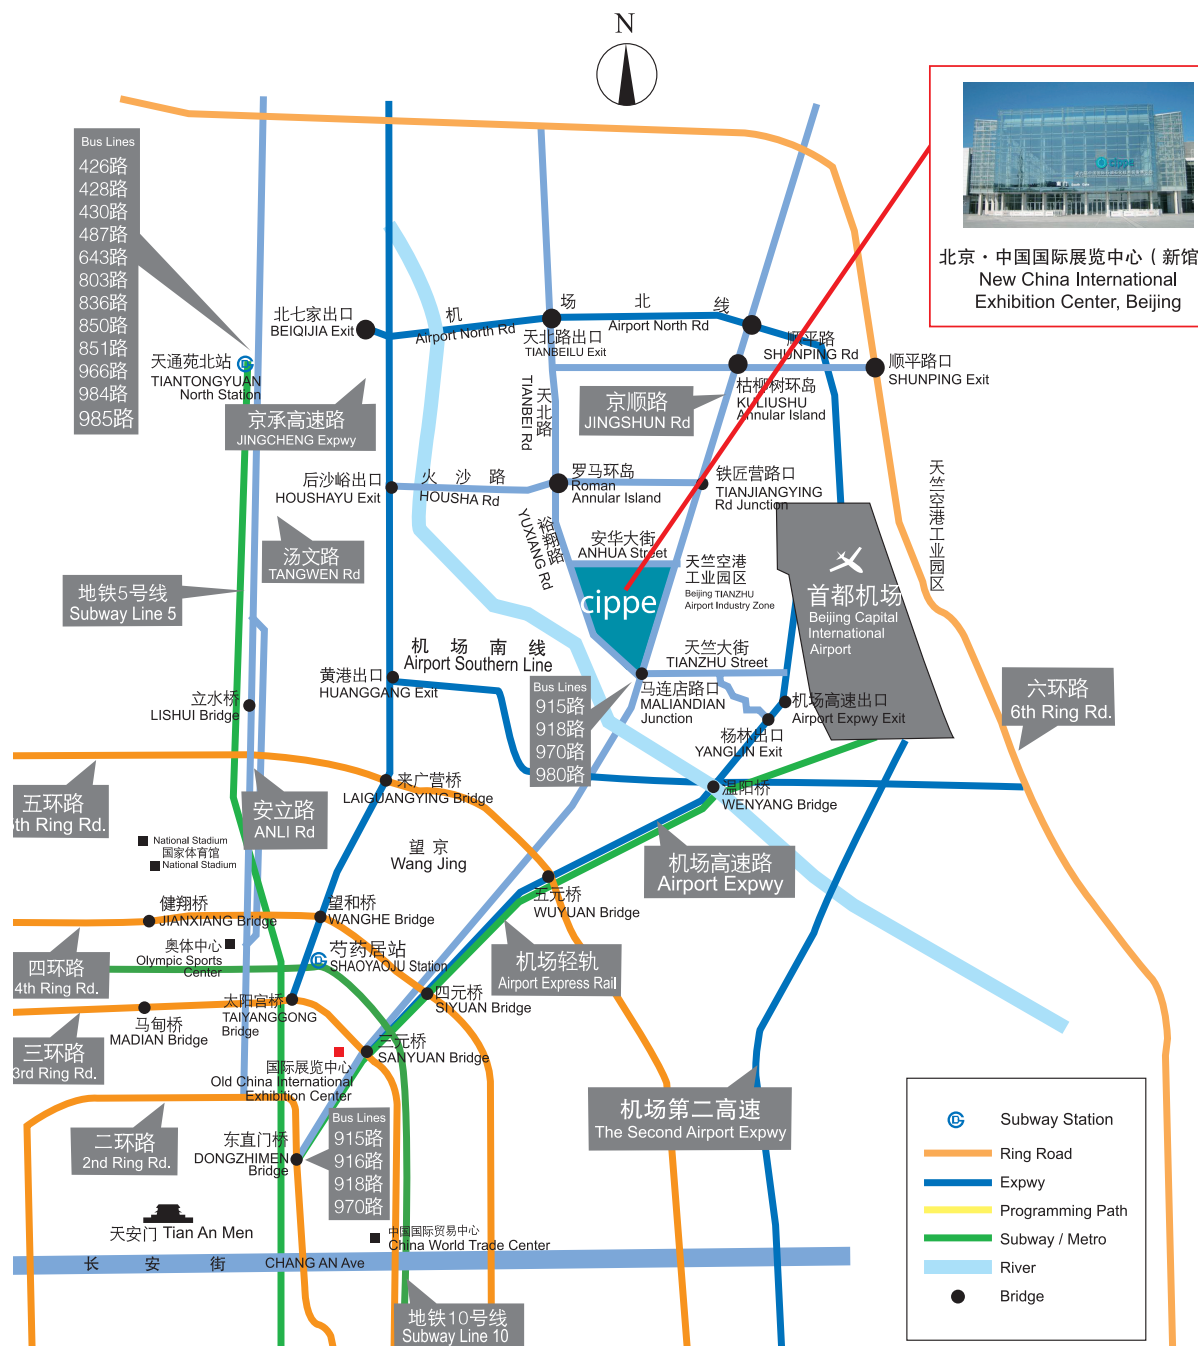 N
Bus Lines
426路
428路
430路
487路
643路
803路
836路
850路
851路
966路
984路
985路
cippe
北京·中国国际展览中心(新馆
New China International
Exhibition Center, Beijing
北七家出口
BEIQIJIA Exit
机 场 北 线
Airport North Rd
Airport North Rd
天北路出口
TIANBEILU Exit
顺平路
SHUNPING Rd
顺平路口
SHUNPING Exit
天通苑北站
TIANTONGYUAN
North Station
京承高速路
JINGCHENG Expwy
天北路
TIANBEI Rd
京顺路
JINGSHUN Rd
枯柳树环岛
KULIUSHU
Annular Island
后沙峪出口
HOUSHAYU Exit
火 沙 路
HOUSHA Rd
罗马环岛
Roman
Annular Island
铁匠营路口
TIANJIANGYING
Rd Junction
天竺空港工业园区
裕翔路
YUXIANG Rd
安华大街
ANHUA Street
汤文路
TANGWEN Rd
地铁5号线
Subway Line 5
天竺空港
工业园区
Beijing TIANZHU
Airport Industry Zone
cippe
首都机场
Beijing Capital
International
Airport
机 场 南 线
Airport Southern Line
天竺大街
TIANZHU Street
黄港出口
HUANGGANG Exit
Bus Lines
915路
918路
970路
980路
马连店路口
MALIANDIAN
Junction
机场高速出口
Airport Expwy Exit
六环路
6th Ring Rd.
立水桥
LISHUI Bridge
杨林出口
YANGLIN Exit
来广营桥
LAIGUANGYING Bridge
温阳桥
WENYANG Bridge
五环路
th Ring Rd.
安立路
ANLI Rd
National Stadium
国家体育馆
National Stadium
望 京
Wang Jing
机场高速路
Airport Expwy
五元桥
WUYUAN Bridge
健翔桥
JIANXIANG Bridge
望和桥
WANGHE Bridge
奥体中心
Olympic Sports
Center
芍药居站
SHAOYAOJU Station
机场轻轨
Airport Express Rail
四环路
4th Ring Rd.
太阳宫桥
TAIYANGGONG
Bridge
四元桥
SIYUAN Bridge
马甸桥
MADIAN Bridge
三环路
3rd Ring Rd.
三元桥
SANYUAN Bridge
国际展览中心
Old China International
Exhibition Center
机场第二高速
The Second Airport Expwy
二环路
2nd Ring Rd.
东直门桥
DONGZHIMEN
Bridge
Bus Lines
915路
916路
918路
970路
天安门 Tian An Men
中国国际贸易中心
China World Trade Center
长 安 街 CHANG AN Ave
地铁10号线
Subway Line 10
Subway Station
Ring Road
Expwy
Programming Path
Subway / Metro
River
Bridge